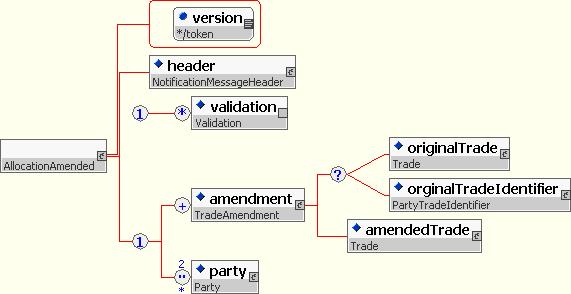 version
*/token
header
NotificationMessageHeader
1
*
validation
Validation
AllocationAmended
originalTrade
Trade
?
orginalTradeIdentifier
PartyTradeIdentifier
+
amendment
TradeAmendment
amendedTrade
Trade
1
2
••
*
party
Party